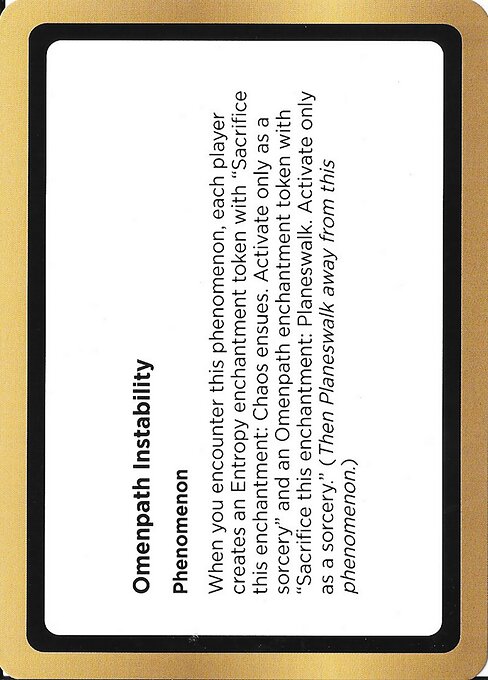 Omenpath Instability
Phenomenon
When you encounter this phenomenon, each player
creates an Entropy enchantment token with “Sacrifice
this enchantment: Chaos ensues. Activate only as a
sorcery” and an Omenpath enchantment token with
“Sacrifice this enchantment: Planeswalk. Activate only
as a sorcery.” (Then Planeswalk away from this
phenomenon.)